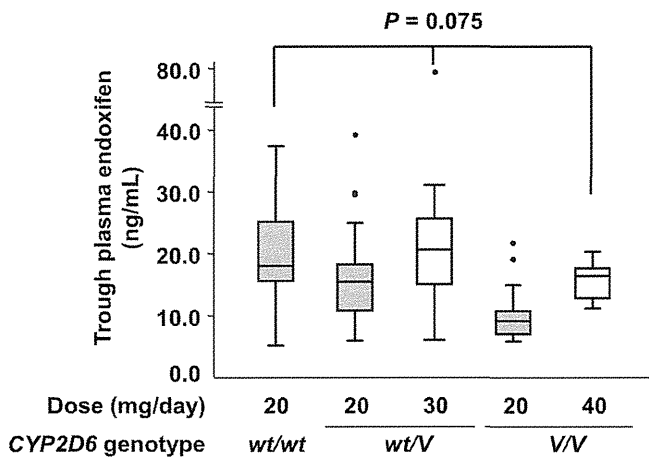 P = 0.075
80.0
40.0
30.0
20.0
10.0
0.0
Trough plasma endoxifen
(ng/mL)
Dose (mg/day) 20 20 30 20 40
CYP2D6 genotype wt/wt wt/V V/V